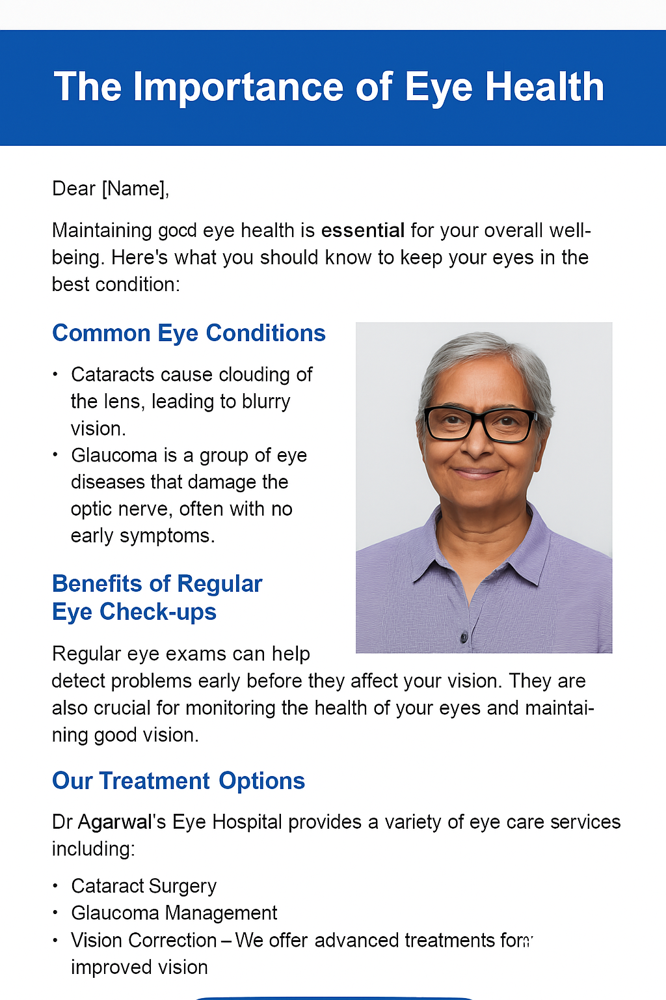 The Importance of Eye Health
Dear [Name],
Maintaining gocd eye health is essential for your overall well-
being. Here's what you should know to keep your eyes in the
best condition:
Common Eye Conditions
• Cataracts cause clouding of
the lens, leading to blurry
vision.
• Glaucoma is a group of eye
diseases that damage the
optic nerve, often with no
early symptoms.
Benefits of Regular
Eye Check-ups
Regular eye exams can help
detect problems early before they affect your vision. They are
also crucial for monitoring the health of your eyes and maintai-
ning good vision.
Our Treatment Options
Dr Agarwal's Eye Hospital provides a variety of eye care services
including:
• Cataract Surgery
• Glaucoma Management
• Vision Correction – We offer advanced treatments
improved vision